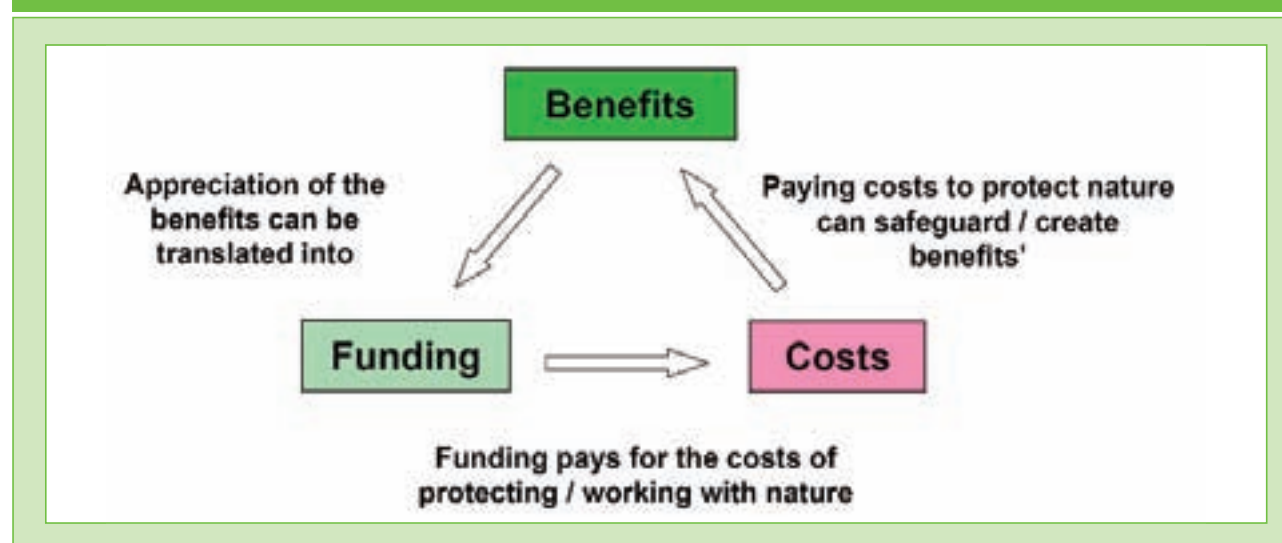 Benefits
Appreciation of the
benefits can be
translated into
Paying costs to protect nature
can safeguard / create
benefits'
Funding
Costs
Funding pays for the costs of
protecting / working with nature